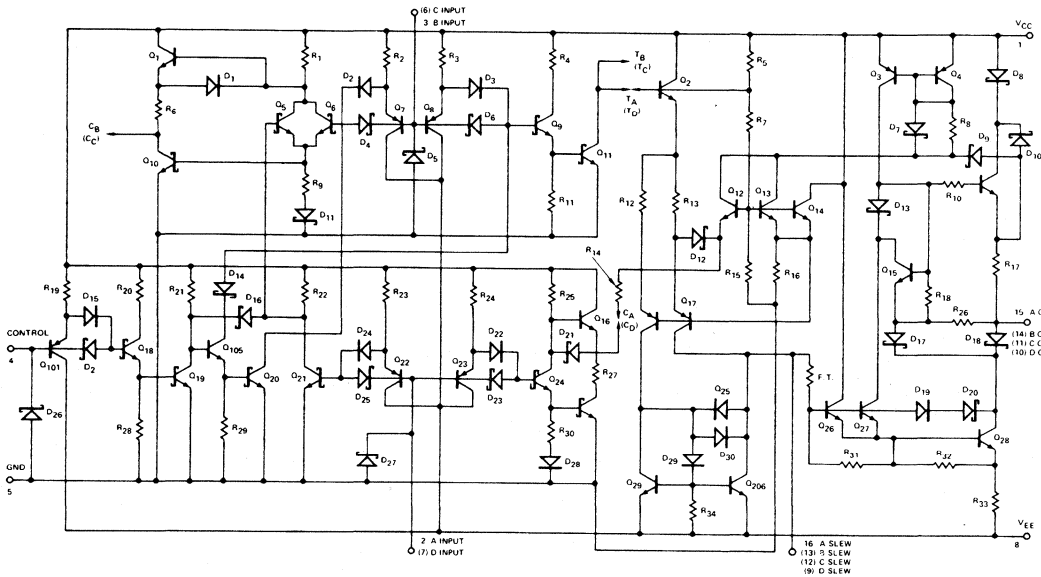 (6) C INPUT
3 B INPUT
VCC
1
Q1
D1
R1
R2
D2
R3
D3
R4
TB
(TC)
TA
(TD)
Q2
R5
Q3
Q4
D8
R6
Q5
Q6
Q7
Q8
D6
Q9
R7
D7
R8
D9
D10
CB
(CC)
D4
D5
Q10
R9
Q11
D11
R11
R12
R13
Q12
Q13
Q14
D13
R10
D12
R14
R15
R16
Q15
R17
R19
D15
R20
R21
D14
D16
R22
R23
R24
R25
Q16
CA
(CD)
Q17
R18
R26
15 A O
(14) B O
(11) C O
(10) D O
D17
D18
CONTROL
4
Q101
D2
Q18
Q19
Q105
Q20
Q21
D24
D25
Q22
Q23
D22
D23
D21
Q24
R27
F.T.
D19
D20
D26
R28
R29
D27
R30
D28
Q25
D30
D29
Q26
Q27
Q28
R31
R32
GND
5
Q29
R34
Q206
R33
VEE
8
2 A INPUT
(7) D INPUT
16 A SLEW
(13) B SLEW
(12) C SLEW
(9) D SLEW